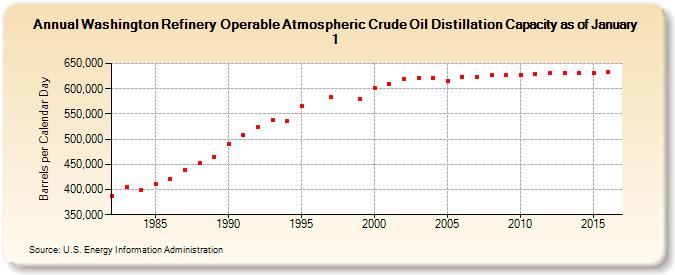 Annual Washington Refinery Operable Atmospheric Crude Oil Distillation Capacity as of January
1
Barrels per Calendar Day
650,000
600,000
550,000
500,000
450,000
400,000
350,000
1985 1990 1995 2000 2005 2010 2015
Source: U.S. Energy Information Administration